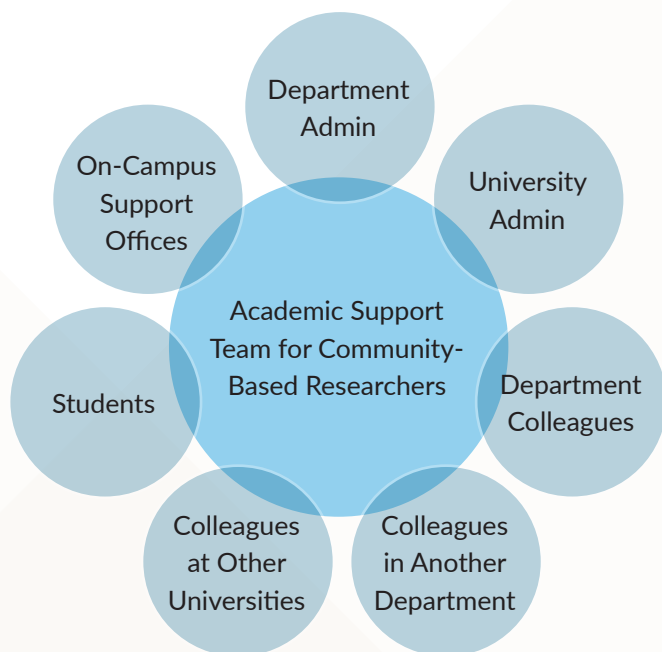 Department
Admin
University
Admin
Department
Colleagues
Colleagues
in Another
Department
Colleagues
at Other
Universities
Students
On-Campus
Support
Offices
Academic Support
Team for Community-
Based Researchers